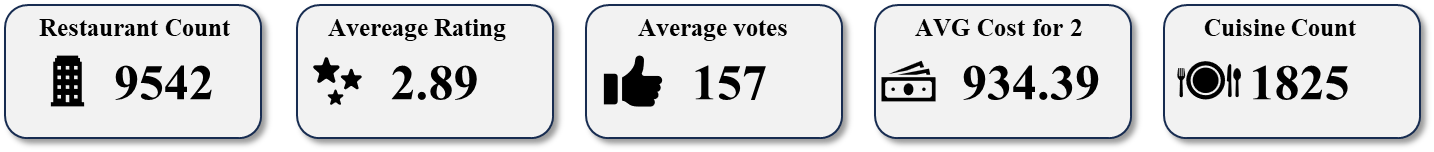 Restaurant Count
9542
Avereage Rating
2.89
Average votes
157
AVG Cost for 2
934.39
Cuisine Count
1825